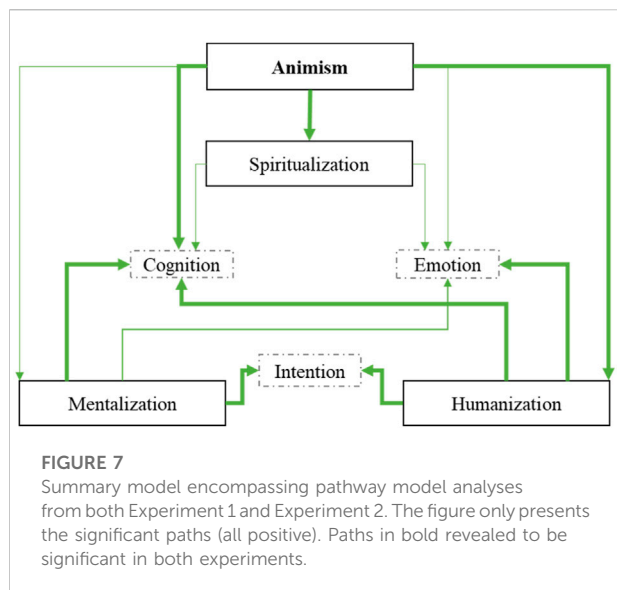 Animism
Spiritualization
Cognition
Emotion
Intention
Mentalization
Humanization
FIGURE 7
Summary model encompassing pathway model analyses
from both Experiment 1 and Experiment 2. The figure only presents
the significant paths (all positive). Paths in bold revealed to be
significant in both experiments.